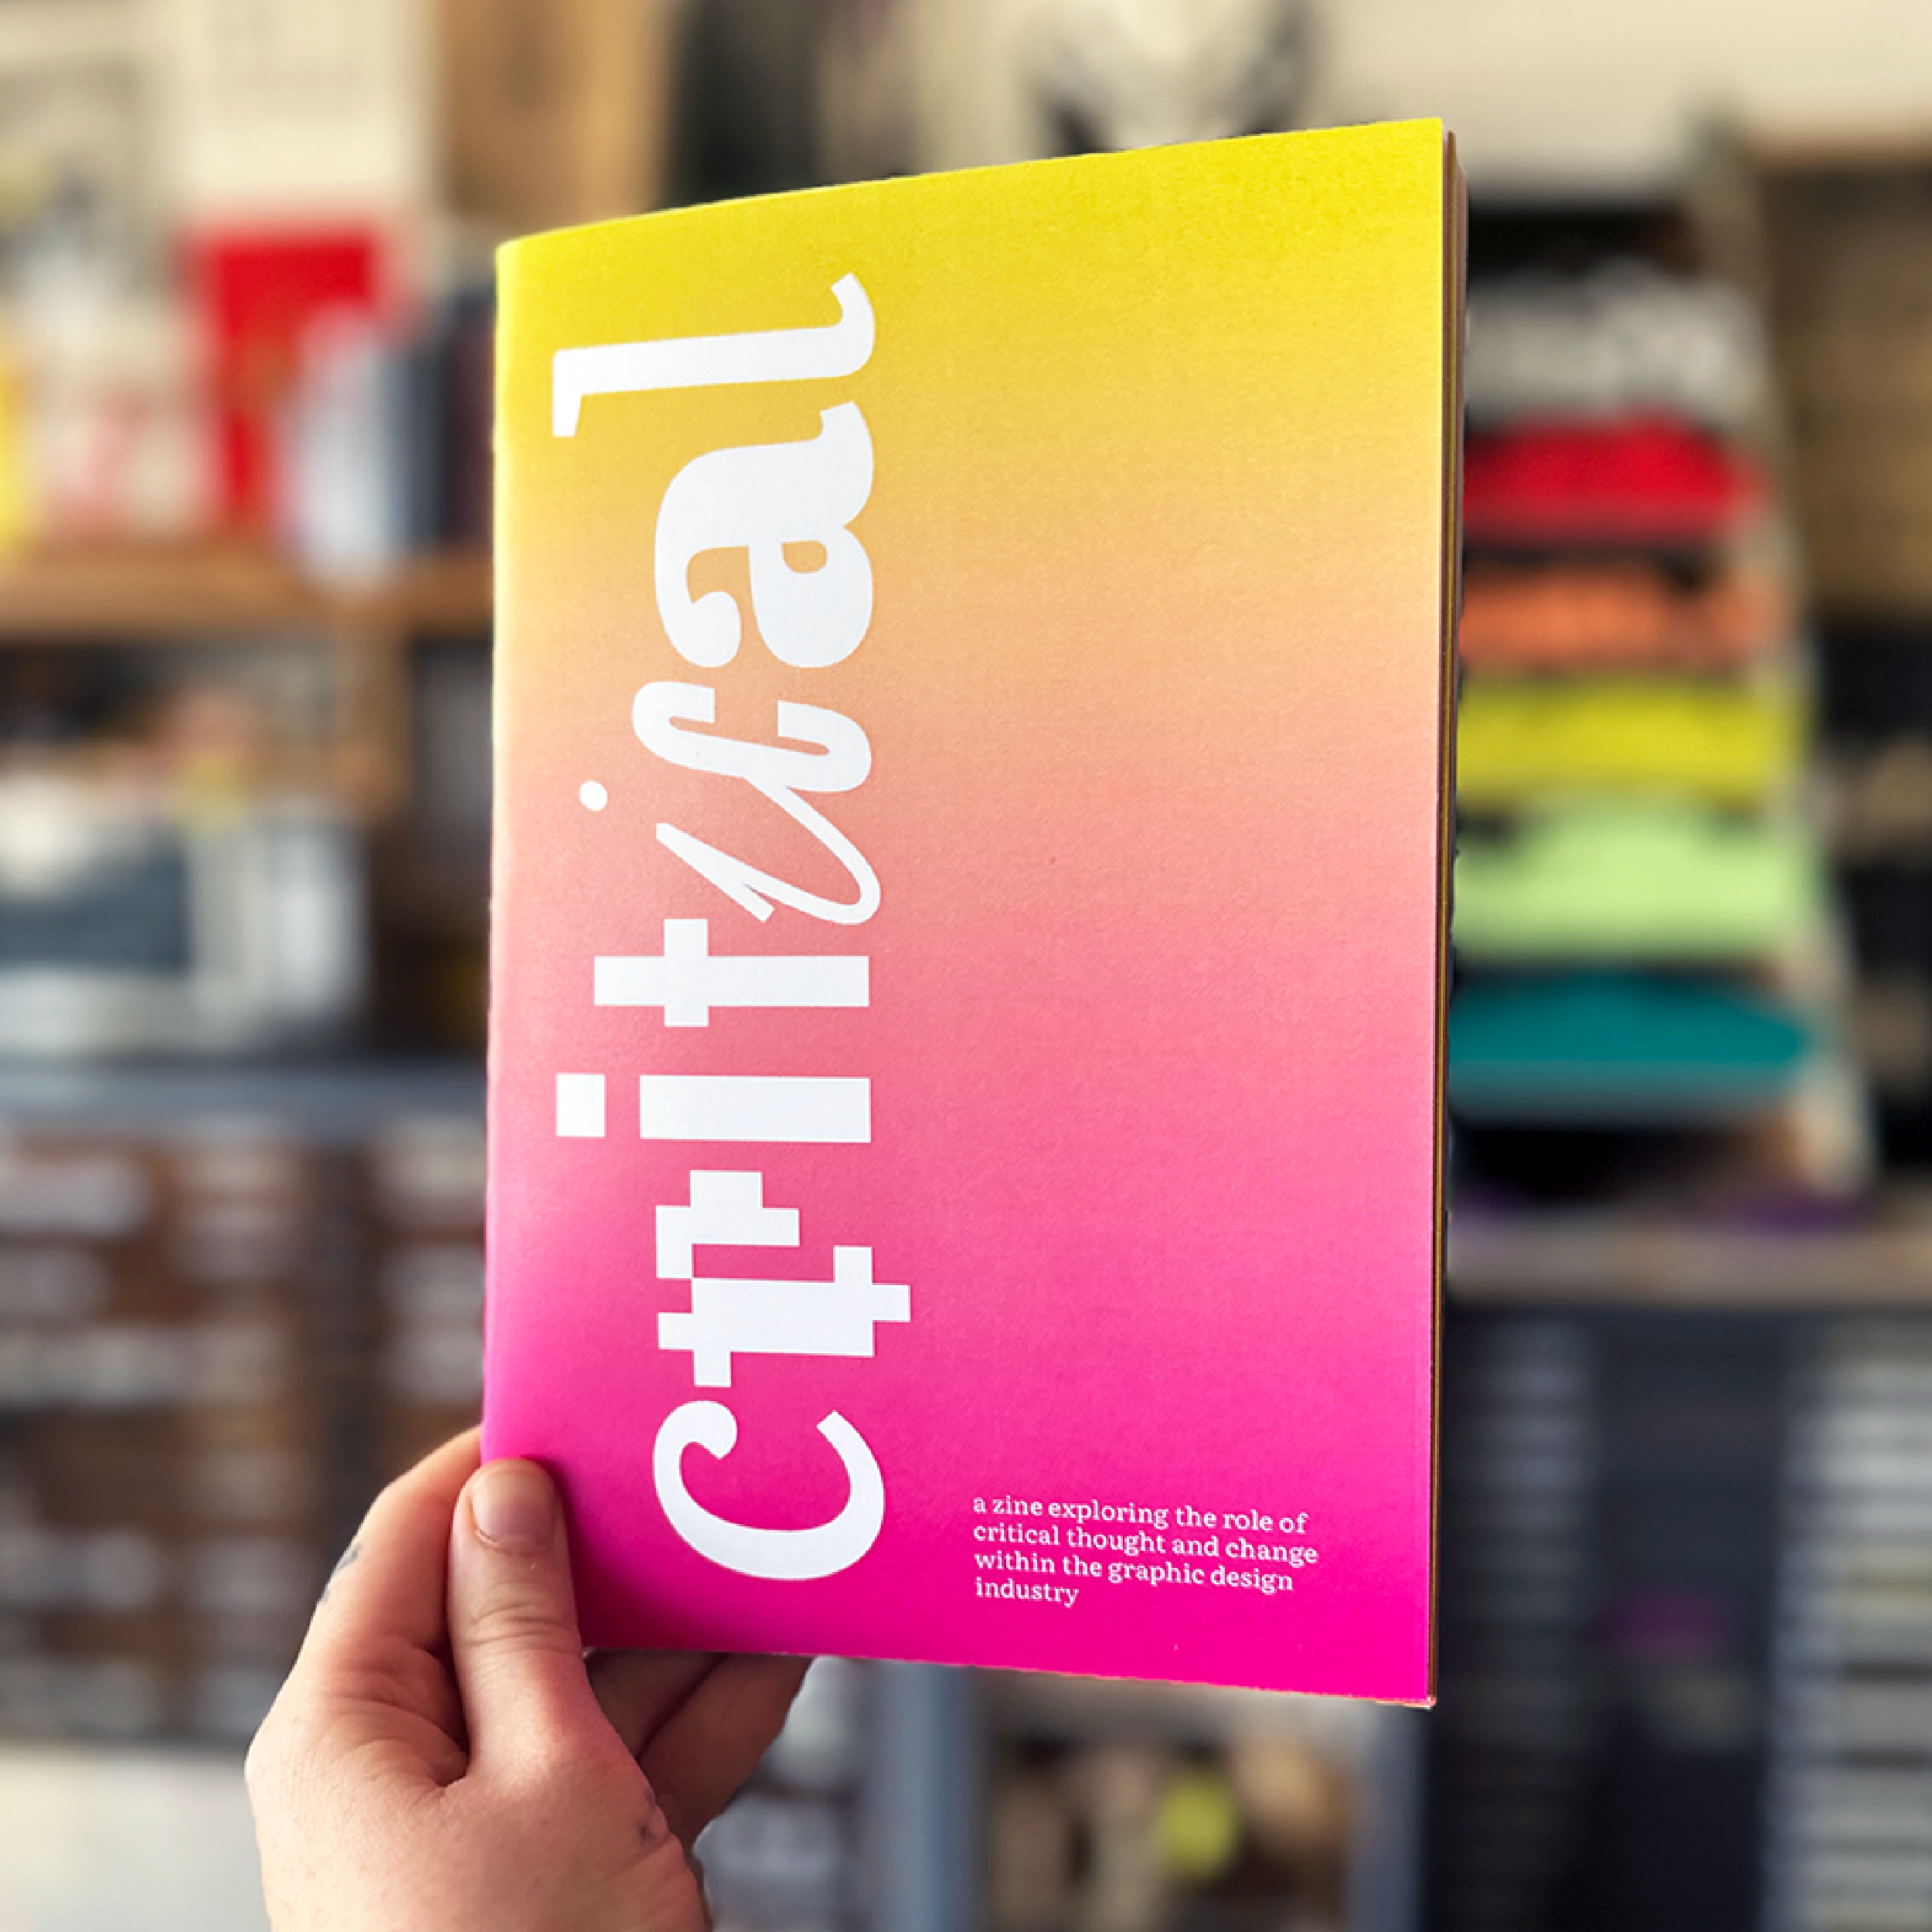 critical
a zine exploring the role of
critical thought and change
within the graphic design
industry